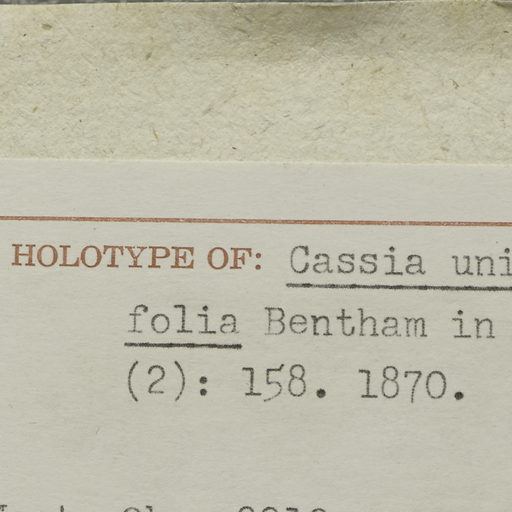 HOLOTYPE OF: Cassia uni
folia Bentham in
(2): 158. 1870.